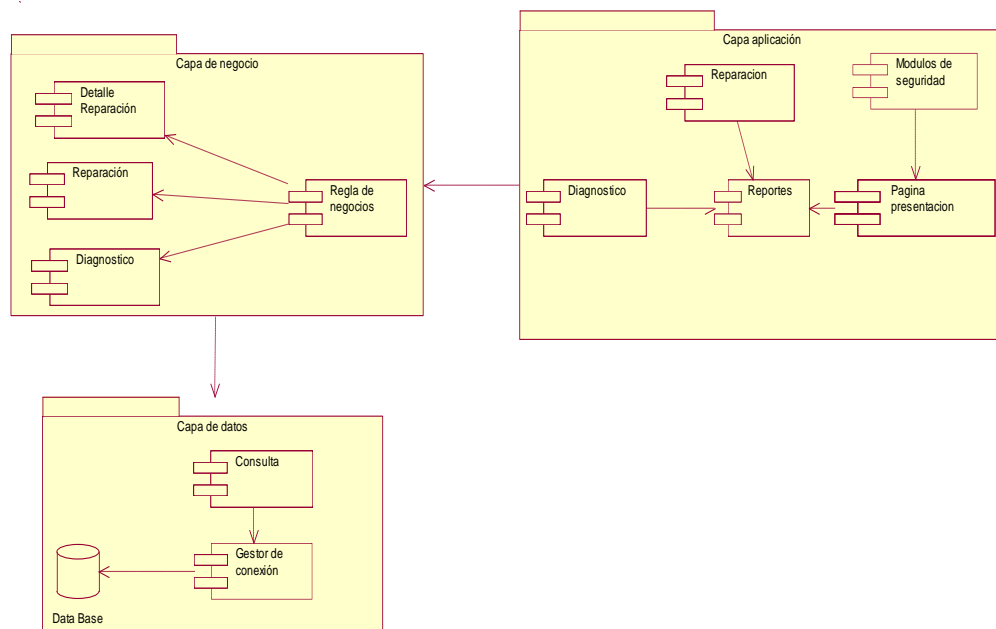 Capa de negocio
Detalle
Reparación
Reparación
Diagnostico
Regla de
negocios
Capa aplicación
Reparacion
Modulos de
seguridad
Diagnostico
Reportes
Pagina
presentacion
Capa de datos
Consulta
Gestor de
conexión
Data Base